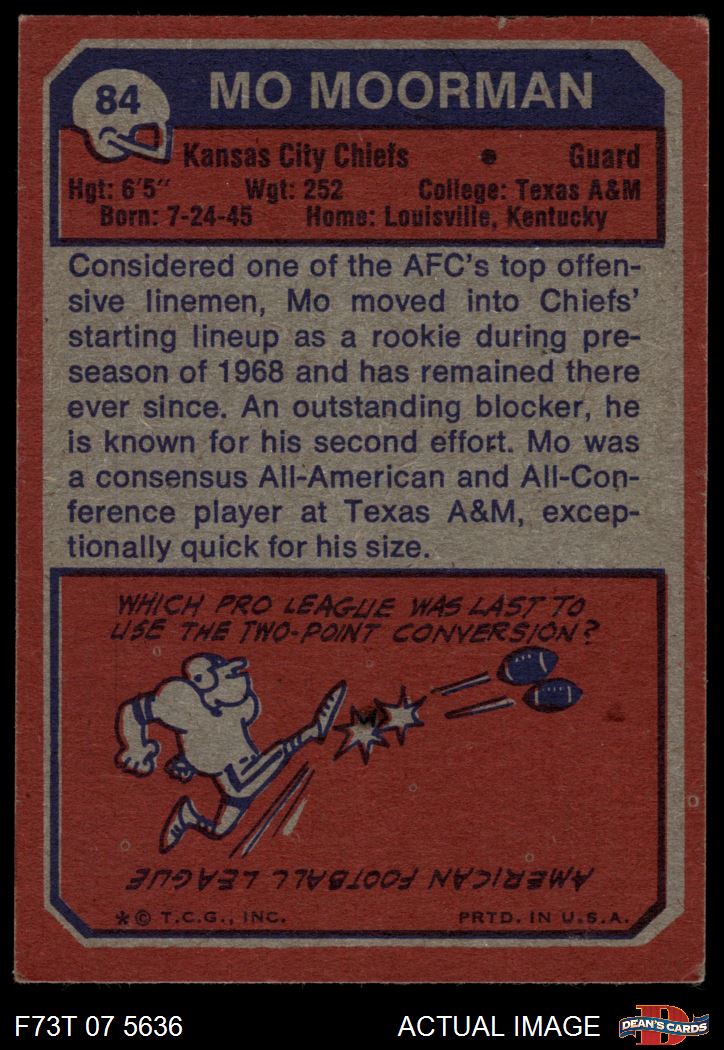 84
MO MOORMAN
Kansas City Chiefs • Guard
Hgt: 6'5" Wgt: 252 College: Texas A&M
Born: 7-24-45 Home: Louisville, Kentucky
Considered one of the AFC's top offen-
sive linemen, Mo moved into Chiefs'
starting lineup as a rookie during pre-
season of 1968 and has remained there
ever since. An outstanding blocker, he
is known for his second effort. Mo was
a consensus All-American and All-Con-
ference player at Texas A&M, excep-
tionally quick for his size.
WHICH PRO LEAGUE WAS LAST TO
USE THE TWO-POINT CONVERSION?
AMERICAN FOOTBALL LEAGUE
* © T.C.G., INC. PRTD. IN U.S.A.
F73T 07 5636 ACTUAL IMAGE
D
DEAN'S CARDS